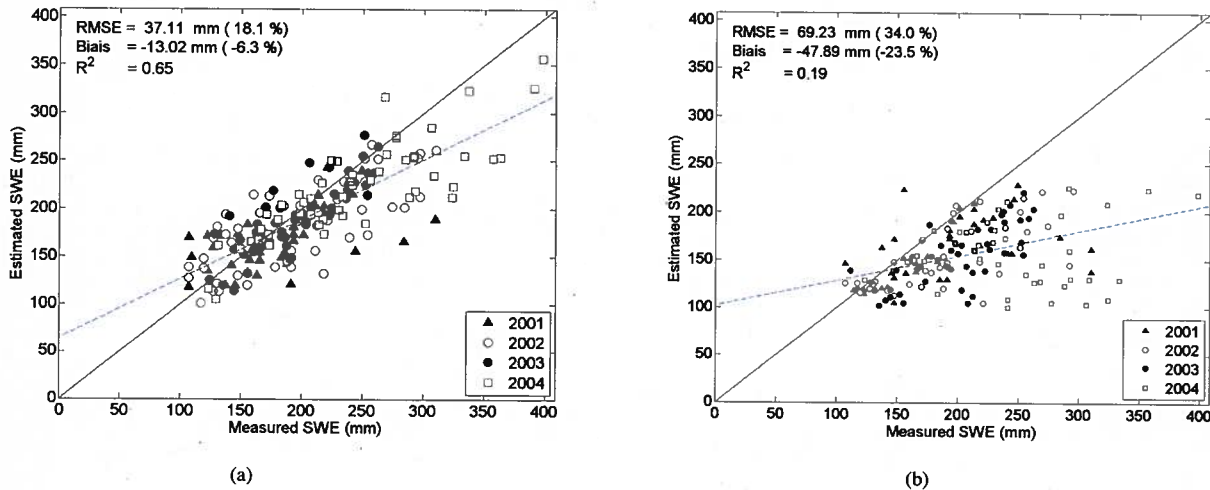 RMSE = 37.11 mm ( 18.1 %)
Biais = -13.02 mm ( -6.3 %)
R² = 0.65
400
350
300
250
200
150
100
50
0
Estimated SWE (mm)
2001
2002
2003
2004
0 50 100 150 200 250 300 350 400
Measured SWE (mm)
(a)
RMSE = 69.23 mm ( 34.0 %)
Biais = -47.89 mm (-23.5 %)
R² = 0.19
400
350
300
250
200
150
100
50
0
Estimated SWE (mm)
2001
2002
2003
2004
0 50 100 150 200 250 300 350 400
Measured SWE (mm)
(b)